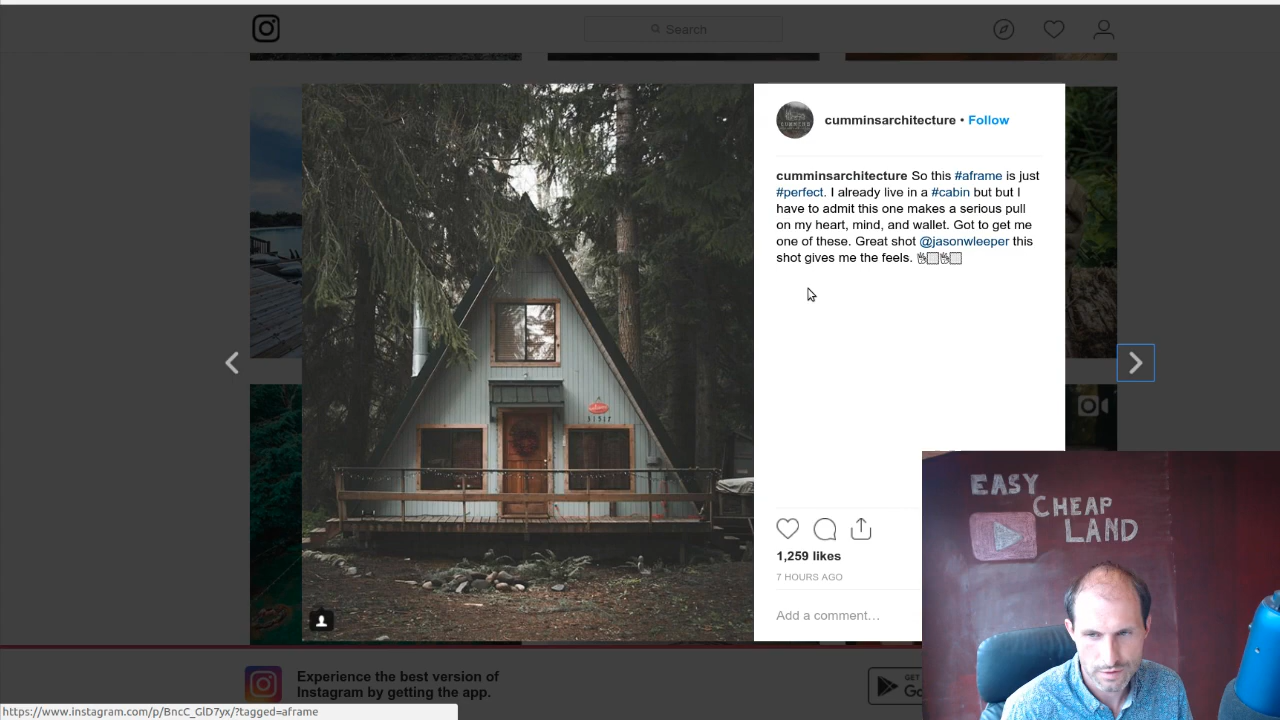 Search
cumminsarchitecture • Follow
cumminsarchitecture So this #aframe is just
#perfect. I already live in a #cabin but but I
have to admit this one makes a serious pull
on my heart, mind, and wallet. Got to get me
one of these. Great shot @jasonwleeper this
shot gives me the feels.
31517
1,259 likes
7 HOURS AGO
Add a comment…
EASY
CHEAP
LAND
Experience the best version of
Instagram by getting the app.
GET
Go
https://www.instagram.com/p/BncC_GlD7yx/?tagged=aframe